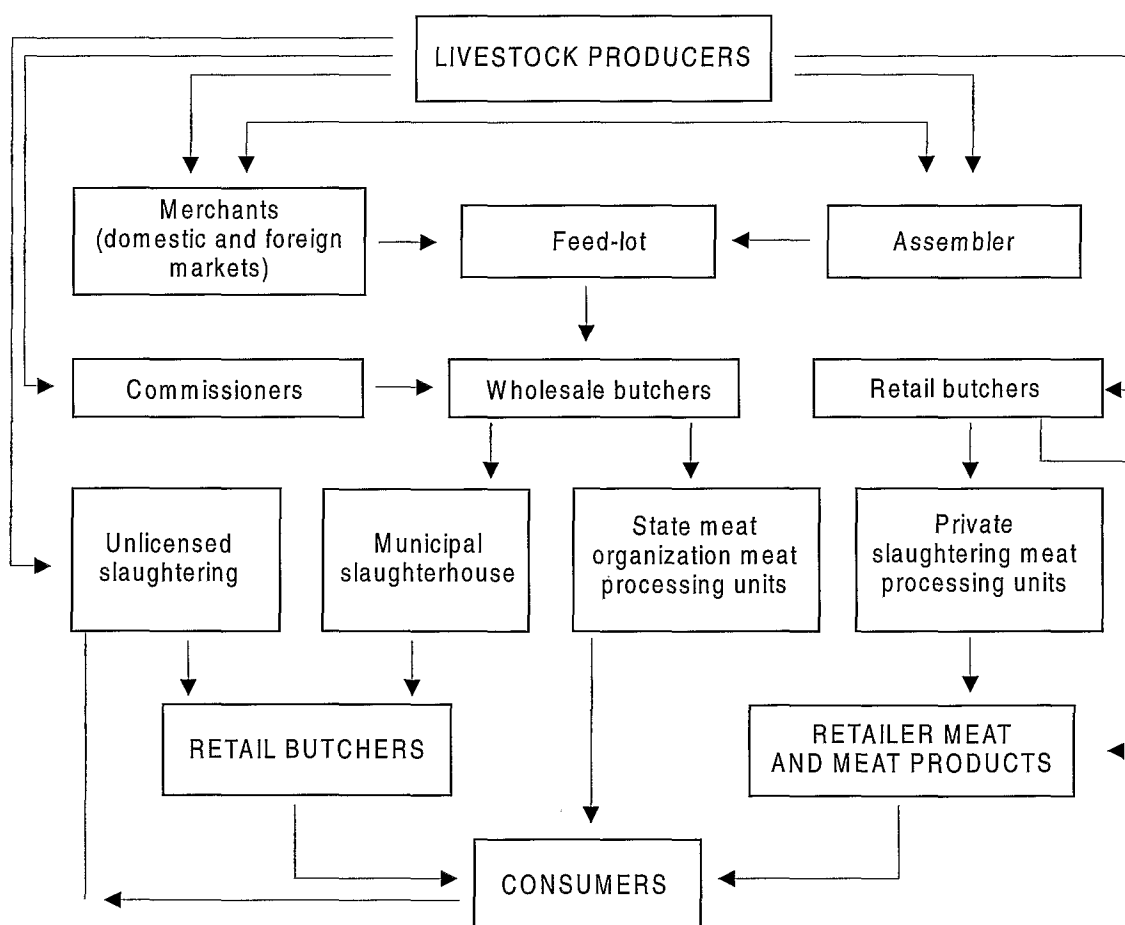 LIVESTOCK PRODUCERS
Merchants
(domestic and foreign
markets)
Feed-lot
Assembler
Commissioners
Wholesale butchers
Retail butchers
Unlicensed
slaughtering
Municipal
slaughterhouse
State meat
organization meat
processing units
Private
slaughtering meat
processing units
RETAIL BUTCHERS
RETAILER MEAT
AND MEAT PRODUCTS
CONSUMERS